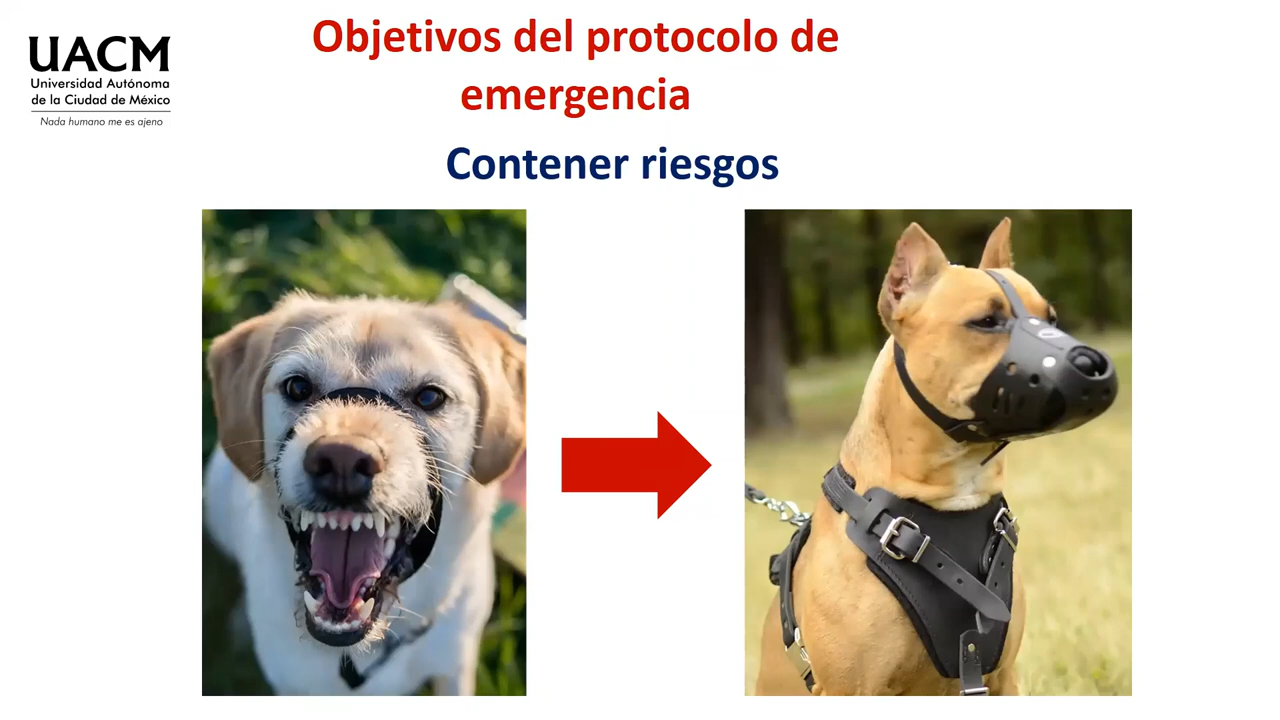 UACM
Universidad Autónoma
de la Ciudad de México
Nada humano me es ajeno
Objetivos del protocolo de
emergencia
Contener riesgos